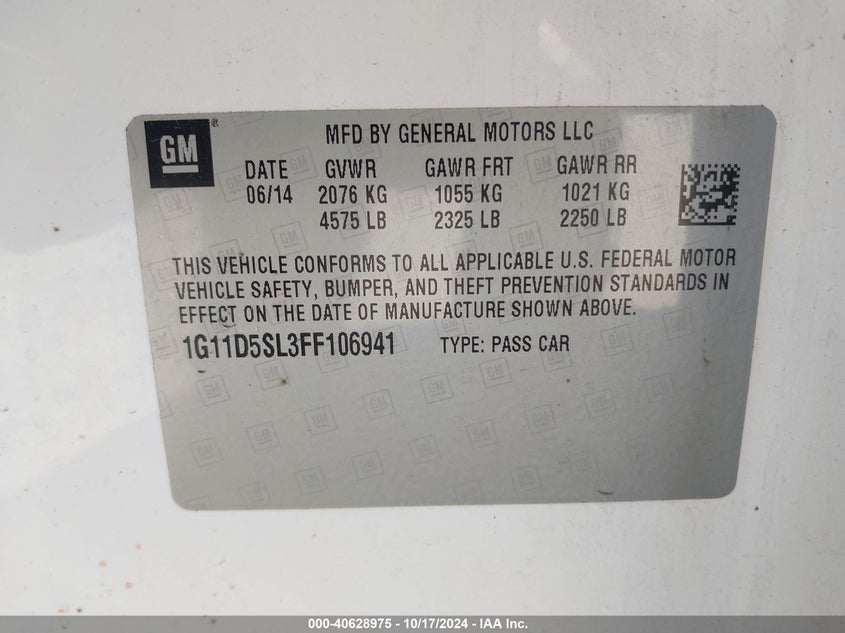 GM ®
MFD BY GENERAL MOTORS LLC
DATE GVWR GAWR FRT GAWR RR
06/14 2076 KG 1055 KG 1021 KG
4575 LB 2325 LB 2250 LB
THIS VEHICLE CONFORMS TO ALL APPLICABLE U.S. FEDERAL MOTOR
VEHICLE SAFETY, BUMPER, AND THEFT PREVENTION STANDARDS IN
EFFECT ON THE DATE OF MANUFACTURE SHOWN ABOVE.
1G11D5SL3FF106941 TYPE: PASS CAR
000-40628975 - 10/17/2024 - IAA Inc.